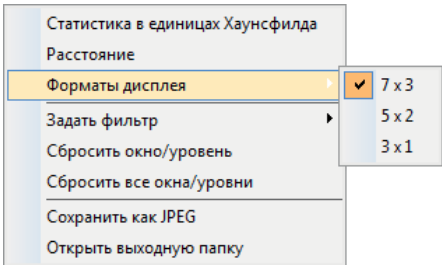 Статистика в единицах Хаунсфилда
Расстояние
Форматы дисплея
7 x 3
5 x 2
3 x 1
Задать фильтр
Сбросить окно/уровень
Сбросить все окна/уровни
Сохранить как JPEG
Открыть выходную папку